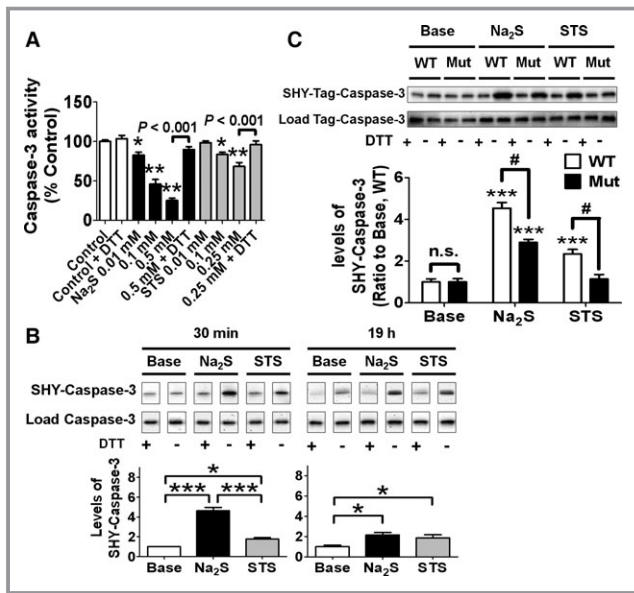 A
Caspase-3 activity
(% Control)
150
100
50
0
P < 0.001
P < 0.001
*
**
**
*
**
Control
Control + DTT
Na₂S 0.01 mM
0.1 mM
0.5 mM
0.5 mM + DTT
STS 0.01 mM
0.1 mM
0.25 mM
0.25 mM + DTT
C
Base Na₂S STS
WT Mut WT Mut WT Mut
SHY-Tag-Caspase-3
Load Tag-Caspase-3
DTT + - + - + - + - + - + -
levels of
SHY-Caspase-3
(Ratio to Base, WT)
6
4
2
0
WT
Mut
n.s.
***
#
***
***
#
Base Na₂S STS
B
30 min 19 h
Base Na₂S STS Base Na₂S STS
SHY-Caspase-3
Load Caspase-3
DTT + - + - + - + - + - + -
Levels of
SHY-Caspase-3
6
4
2
0
*
*** ***
Base Na₂S STS
6
4
2
0
*
*
Base Na₂S STS